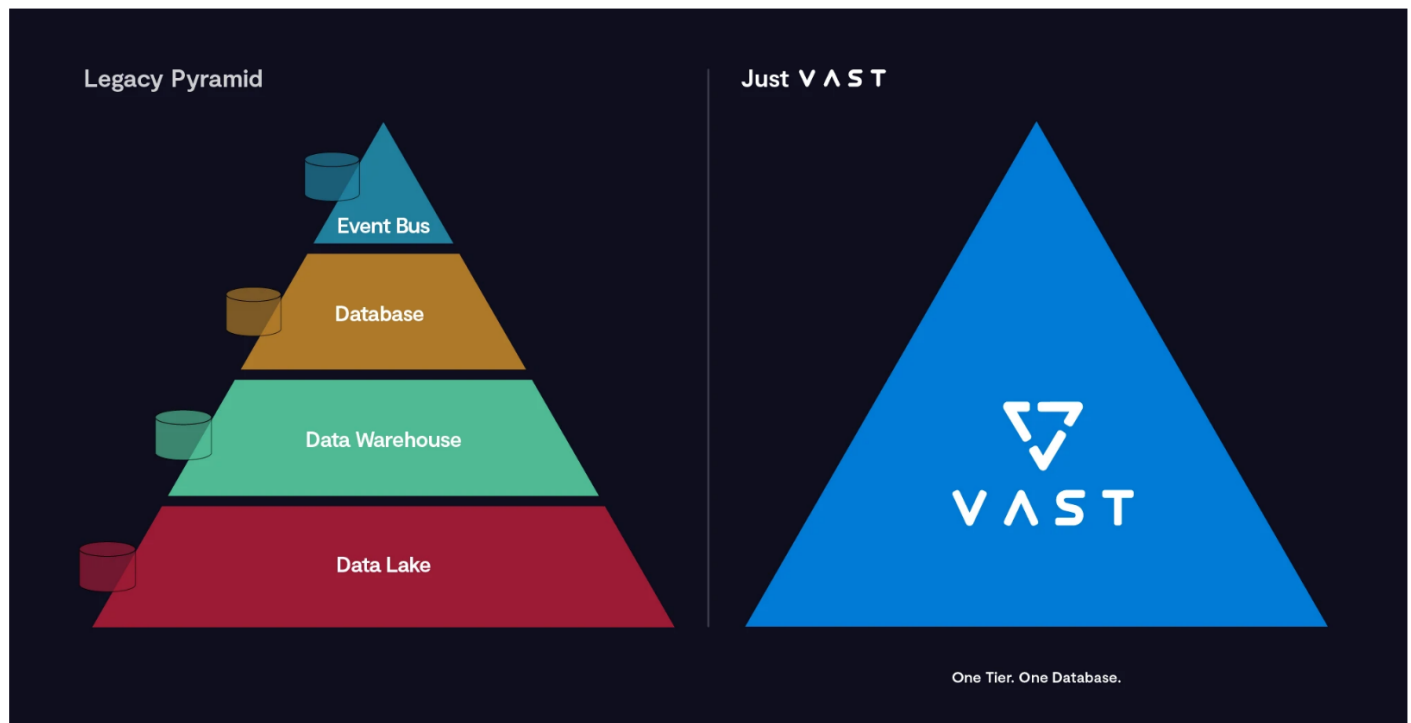 Legacy Pyramid
Event Bus
Database
Data Warehouse
Data Lake
Just VAST
VAST
One Tier. One Database.